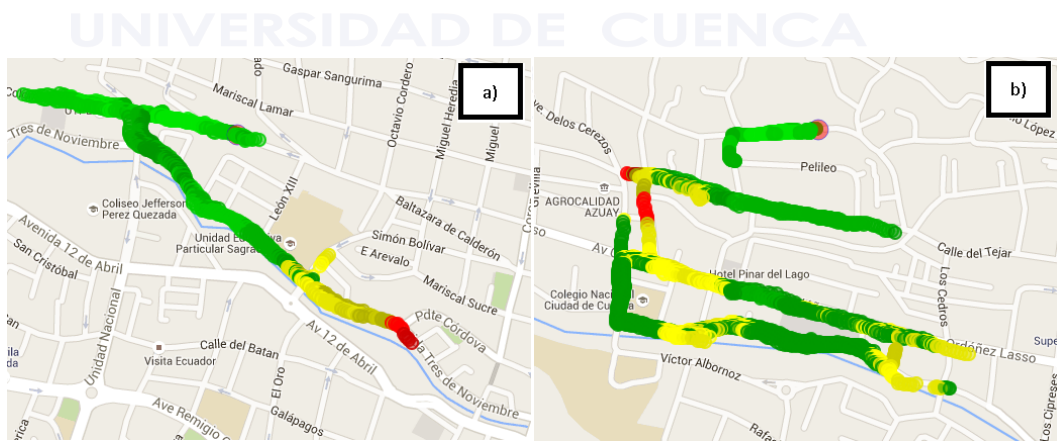 UNIVERSIDAD DE CUENCA
a)
Gaspar Sangurima
Mariscal Lamar
Octavio Cordero
Miguel Heredia
Miguel
Tres de Noviembre
Coliseo Jefferson
Perez Quezada
León XIII
Unidad
Particular
Baltazara de Calderón
Simón Bolívar
E Arevalo
Mariscal Sucre
Avenida 12 de Abril
San Cristóbal
Unidad Nacional
Pdte Córdova
Tres de Noviembre
Av 12 de Abril
Calle del Batan
Visita Ecuador
El Oro
Galápagos
Ave Remigio
b)
Ave. Delos Cerezos
López
Pelileo
AGROCALIDAD
AZUAY
Calle del Tejar
Hotel Pinar del Lago
Los Cedros
Colegio
Ciudad de
Ordóñez Lasso
Víctor Albornoz
Los Cipreses